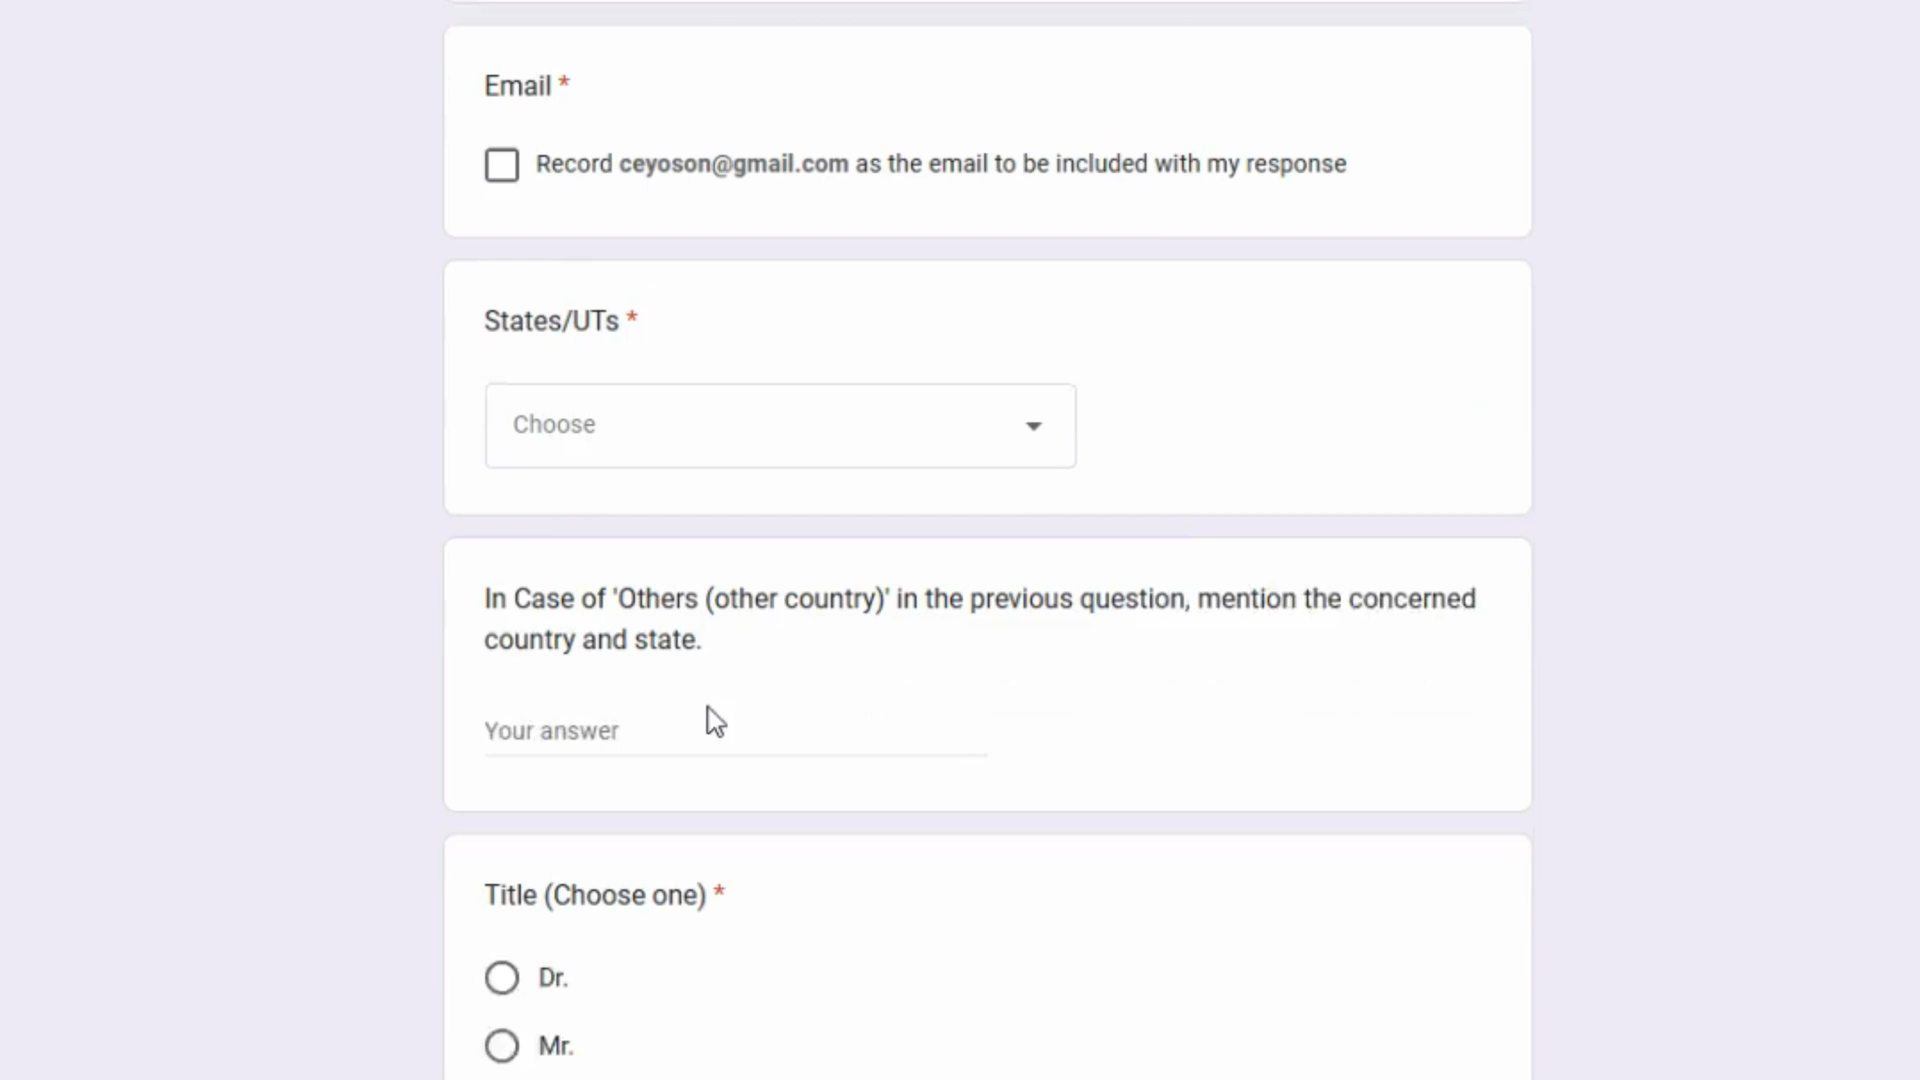 Email *
Record ceyoson@gmail.com as the email to be included with my response
States/UTs *
Choose
In Case of 'Others (other country)' in the previous question, mention the concerned
country and state.
Your answer
Title (Choose one) *
Dr.
Mr.